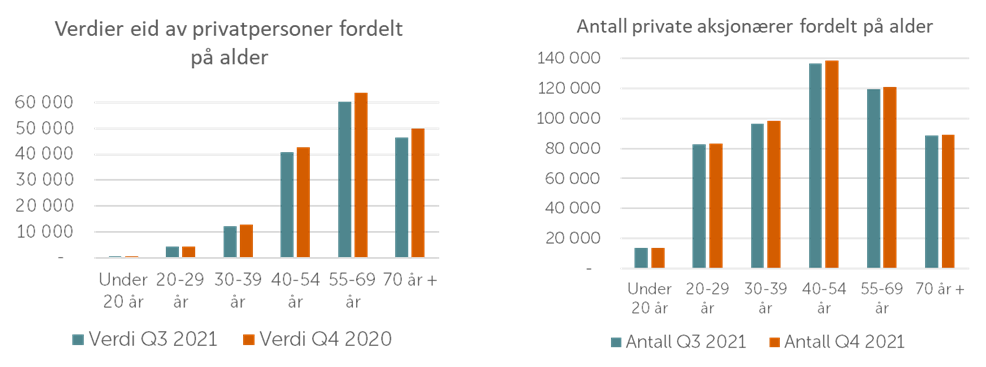 Verdier eid av privatpersoner fordelt
på alder
60 000
50 000
40 000
30 000
20 000
10 000
-
Under 20-29 30-39 40-54 55-69 70 år +
20 år år år år år
Verdi Q3 2021 Verdi Q4 2020
Antall private aksjonærer fordelt på alder
140 000
120 000
100 000
80 000
60 000
40 000
20 000
-
Under 20-29 30-39 40-54 55-69 70 år +
20 år år år år år
Antall Q3 2021 Antall Q4 2021